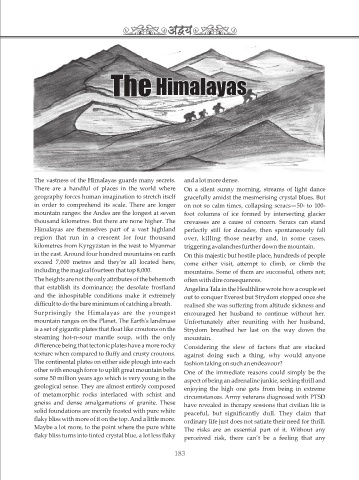 अद्वय
The Himalayas
The vastness of the Himalayas guards many secrets.
There are a handful of places in the world where
geography forces human imagination to stretch itself
in order to comprehend its scale. There are longer
mountain ranges; the Andes are the longest at seven
thousand kilometres. But there are none higher. The
Himalayas are themselves part of a vast highland
region that run in a crescent for four thousand
kilometres from Kyrgyzstan in the west to Myanmar
in the east. Around four hundred mountains on earth
exceed 7,000 metres and they're all located here,
including the magical fourteen that top 8,000.
The heights are not the only attributes of the behemoth
that establish its dominance; the desolate frostland
and the inhospitable conditions make it extremely
difficult to do the bare minimum of catching a breath.
Surprisingly the Himalayas are the youngest
mountain ranges on the Planet. The Earth's landmass
is a set of gigantic plates that float like croutons on the
steaming hot-n-sour mantle soup, with the only
difference being that tectonic plates have a more rocky
texture when compared to fluffy and crusty croutons.
The continental plates on either side plough into each
other with enough force to uplift great mountain belts
some 50 million years ago which is very young in the
geological sense. They are almost entirely composed
of metamorphic rocks interlaced with schist and
gneiss and dense amalgamations of granite. These
solid foundations are merrily frosted with pure white
flaky bliss with more of it on the top. And a little more.
Maybe a lot more, to the point where the pure white
flaky bliss turns into tinted crystal blue, a lot less flaky
and a lot more dense.
On a silent sunny morning, streams of light dance
gracefully amidst the mesmerising crystal blues. But
on not so calm times, collapsing seracs—50- to 100-
foot columns of ice formed by intersecting glacier
crevasses are a cause of concern. Seracs can stand
perfectly still for decades, then spontaneously fall
over, killing those nearby and, in some cases,
triggering avalanches further down the mountain.
On this majestic but hostile place, hundreds of people
come either visit, attempt to climb, or climb the
mountains. Some of them are successful, others not;
often with dire consequences.
Angelina Tala in the Healthline wrote how a couple set
out to conquer Everest but Strydom stopped once she
realised she was suffering from altitude sickness and
encouraged her husband to continue without her.
Unfortunately after reuniting with her husband,
Strydom breathed her last on the way down the
mountain.
Considering the slew of factors that are stacked
against doing such a thing, why would anyone
fashion taking on such an endeavour?
One of the immediate reasons could simply be the
aspect of being an adrenaline junkie, seeking thrill and
enjoying the high one gets from being in extreme
circumstances. Army veterans diagnosed with PTSD
have revealed in therapy sessions that civilian life is
peaceful, but significantly dull. They claim that
ordinary life just does not satiate their need for thrill.
The risks are an essential part of it. Without any
perceived risk, there can't be a feeling that any
183